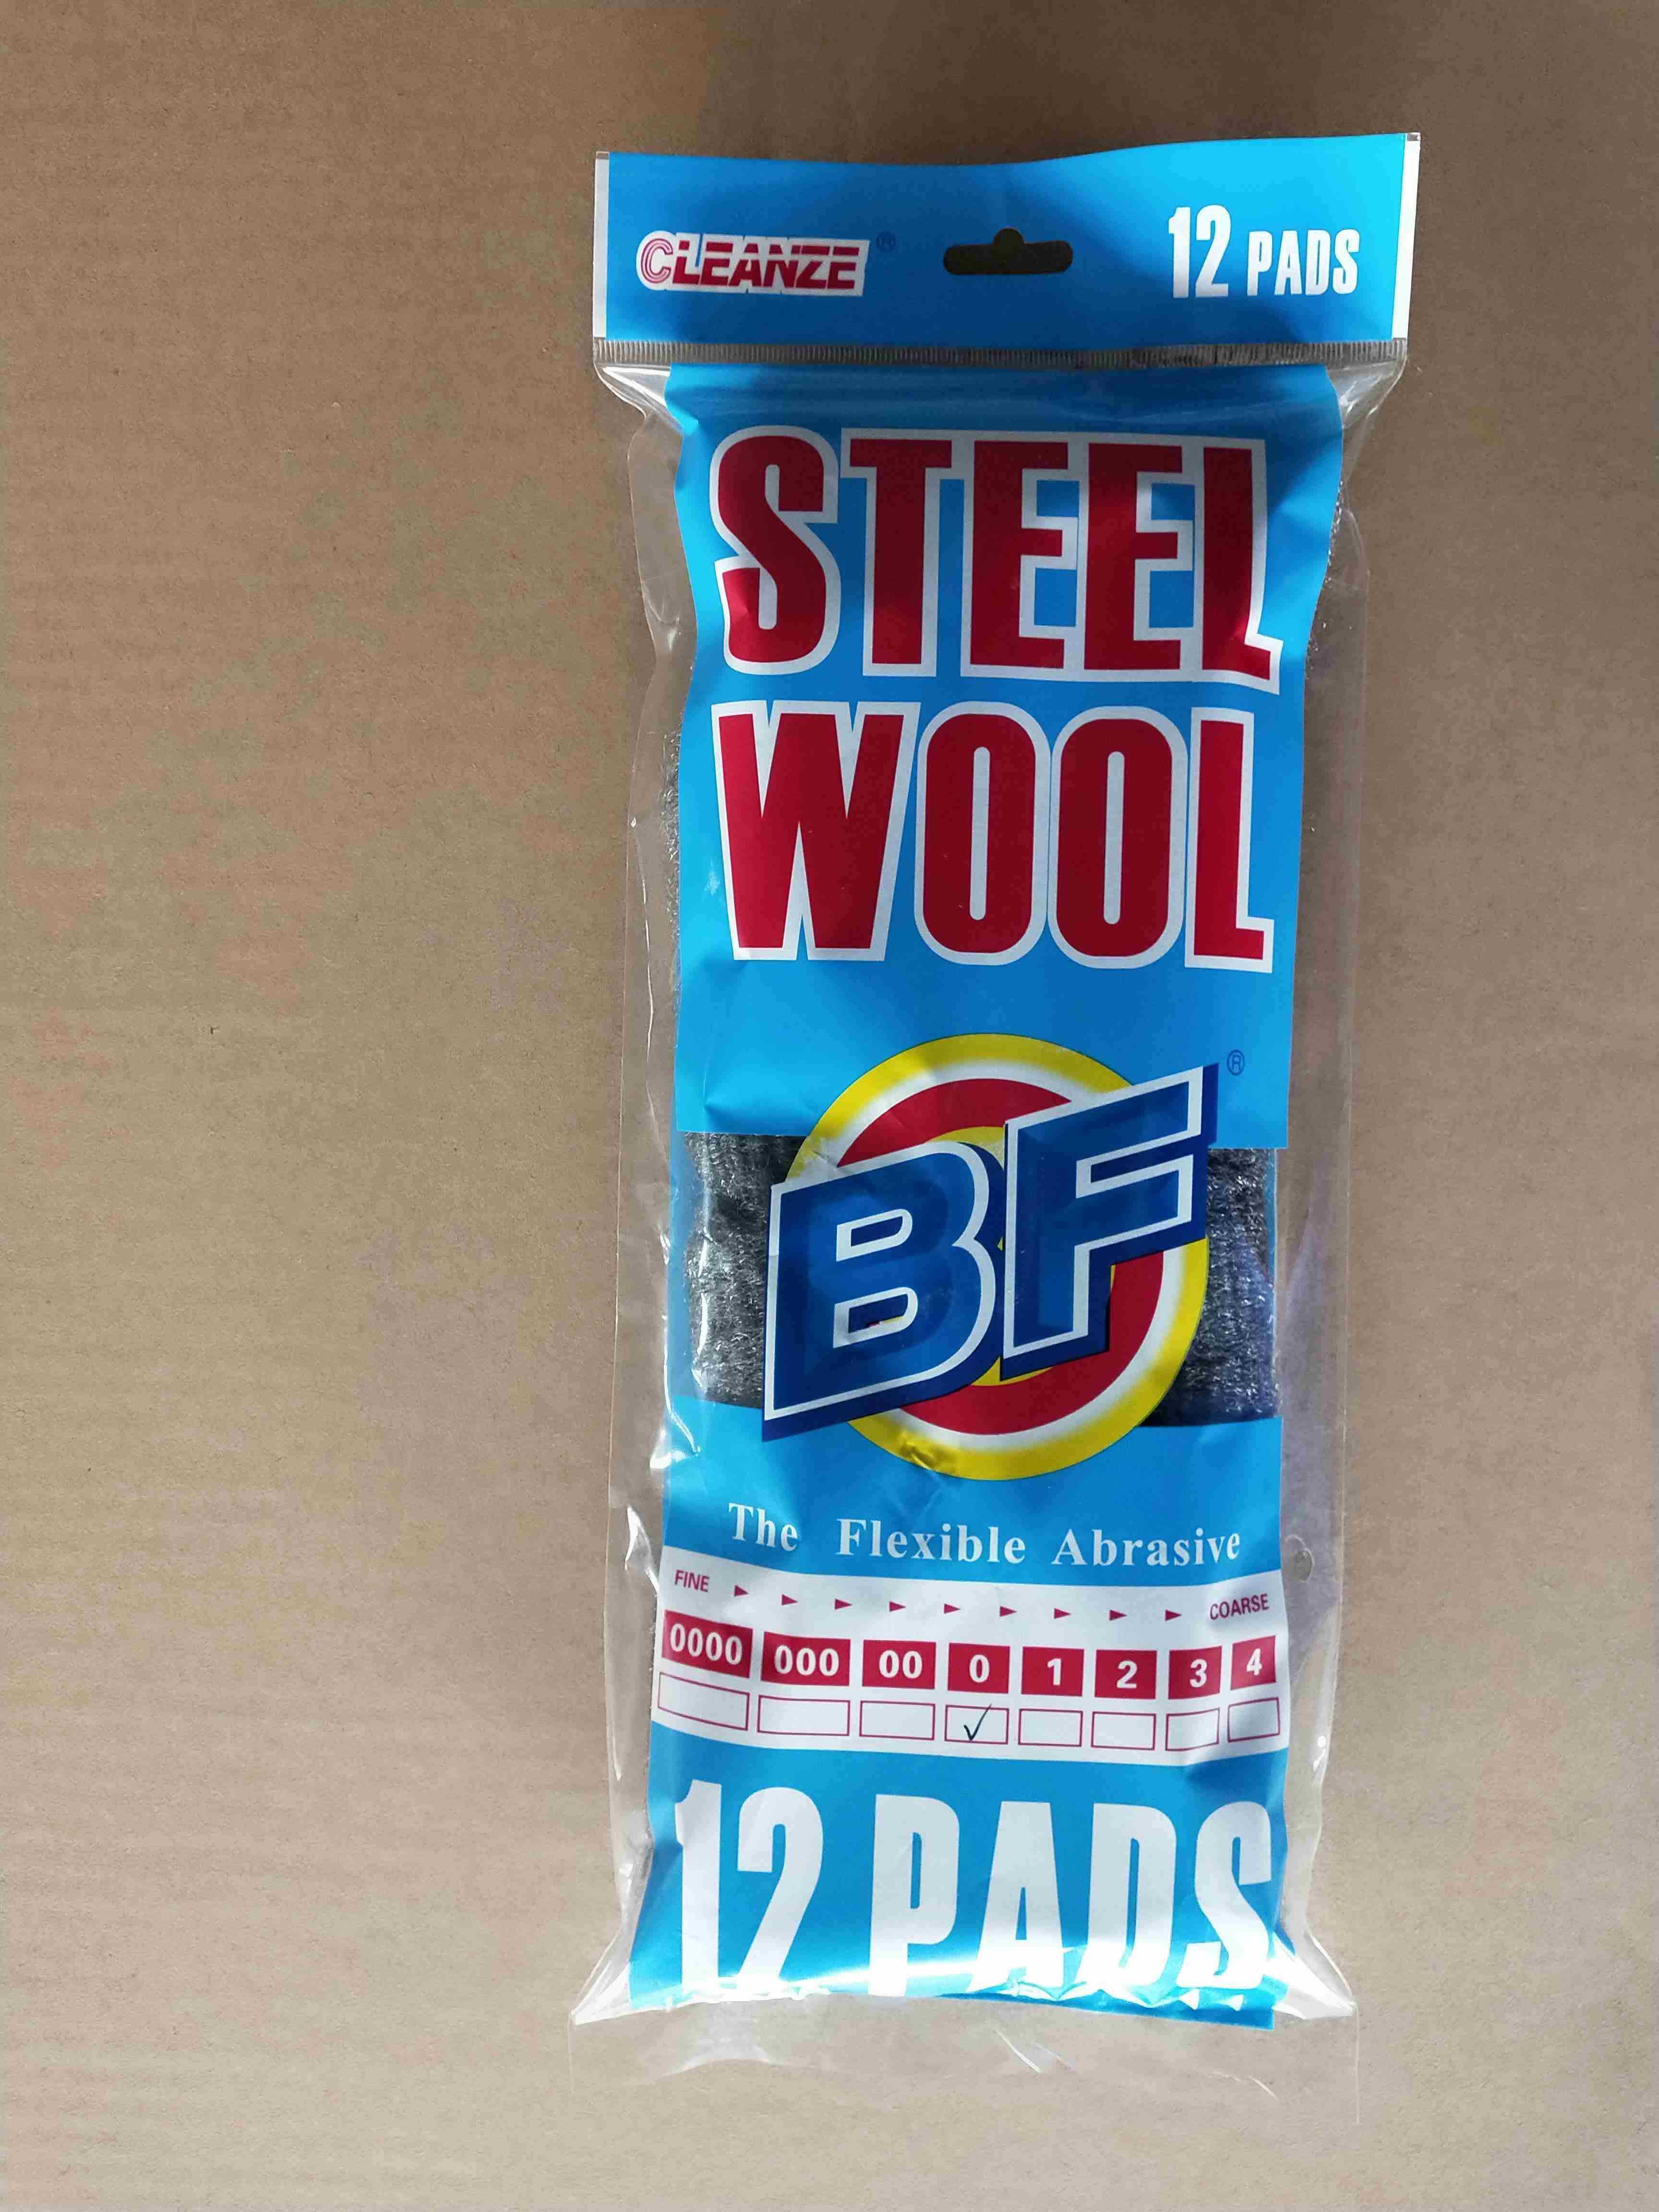 CLEANZE ® 12 PADS
STEEL
WOOL
BF ®
The Flexible Abrasive
FINE COARSE
0000 000 00 0 1 2 3 4
✓
12 PADS